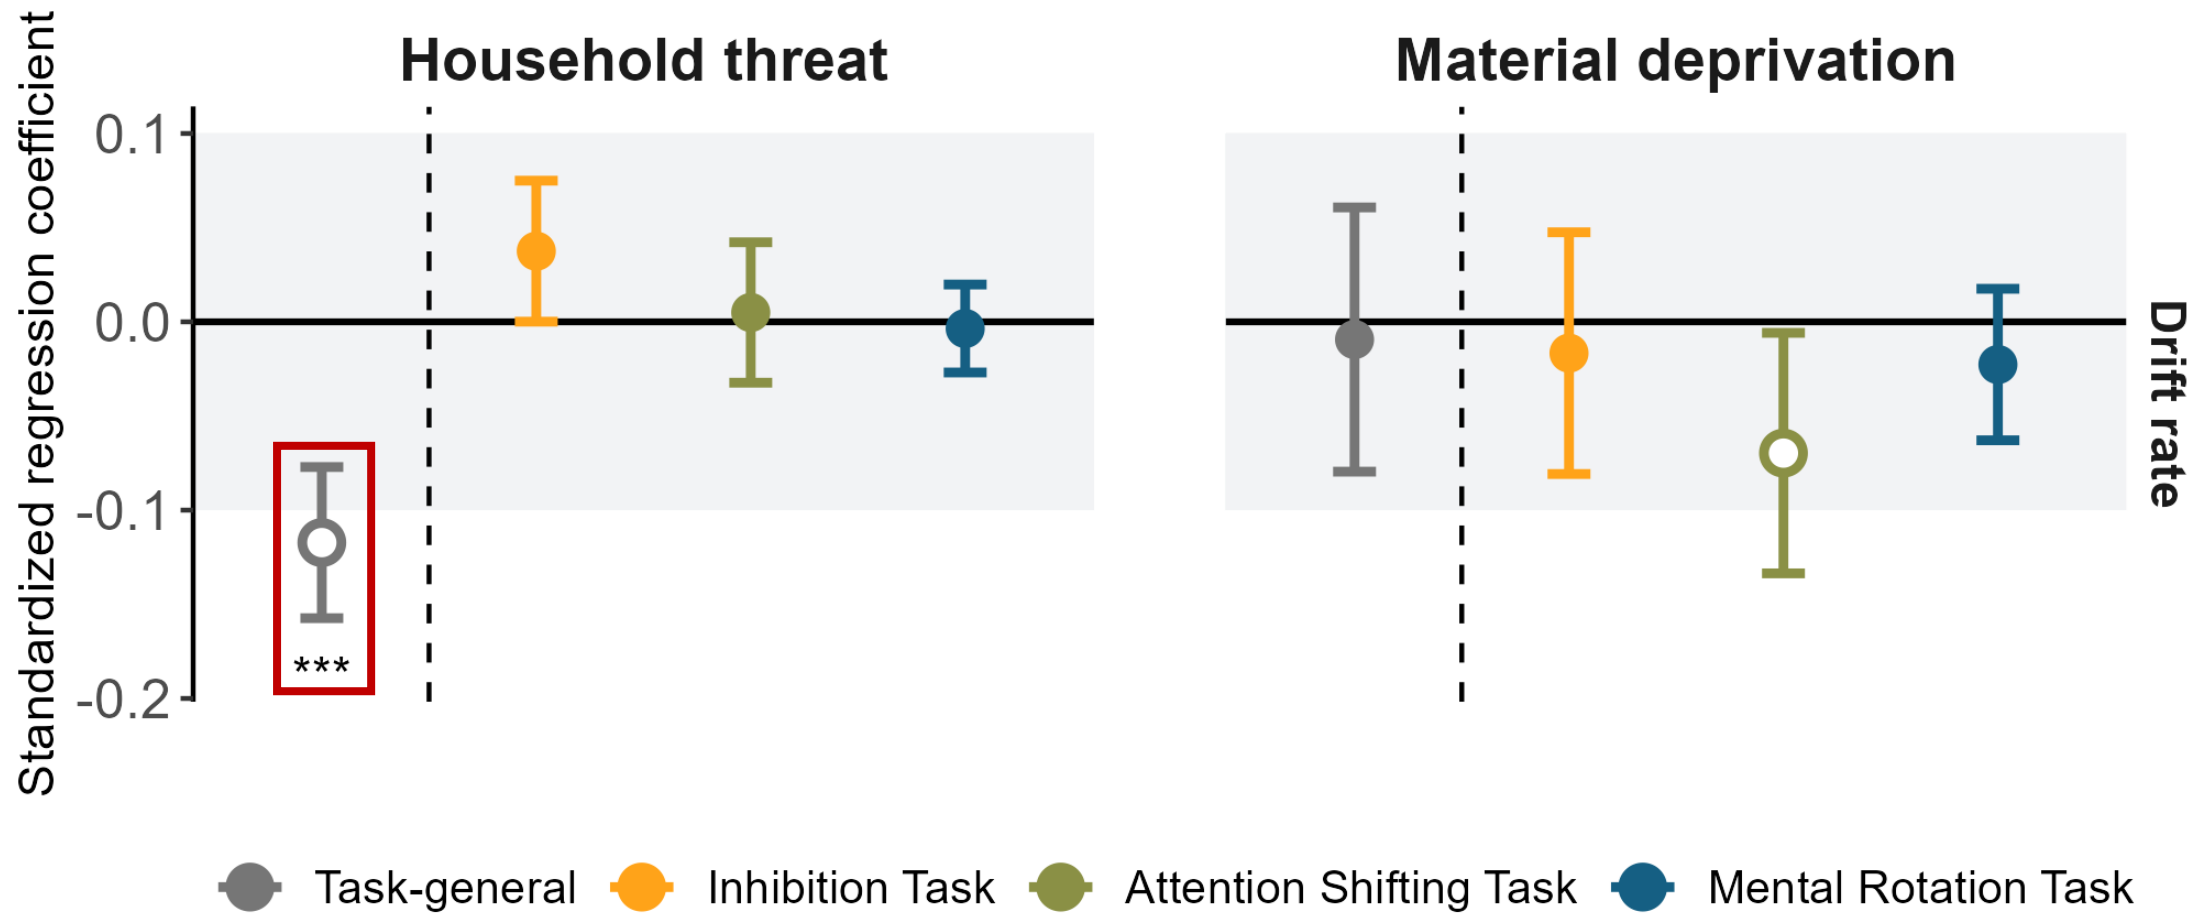 Standardized regression coefficient
Household threat
Material deprivation
0.1
0.0
-0.1
-0.2
***
Drift rate
Task-general
Inhibition Task
Attention Shifting Task
Mental Rotation Task